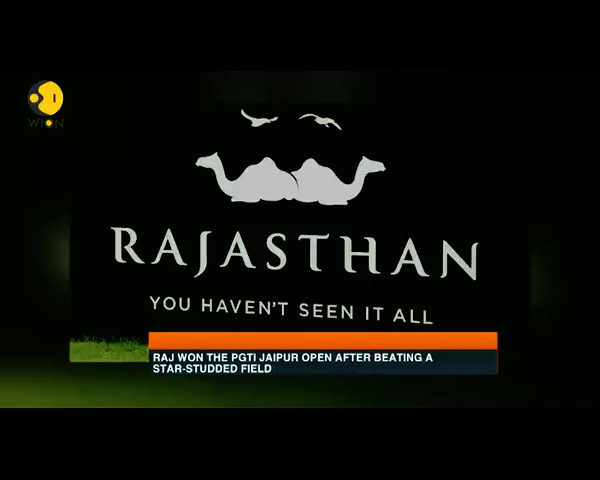 WION
RAJASTHAN
YOU HAVEN'T SEEN IT ALL
RAJ WON THE PGTI JAIPUR OPEN AFTER BEATING A
STAR-STUDDED FIELD